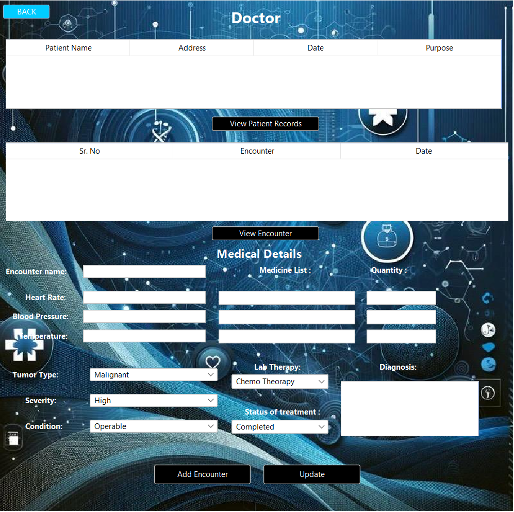 BACK
Doctor
Patient Name Address Date Purpose
View Patient Records
Sr. No Encounter Date
View Encounter
Medical Details
Encounter name: Medicine List : Quantity :
Heart Rate:
Blood Pressure:
Temperature:
Tumor Type: Malignant Lab Therapy: Diagnosis:
Chemo Theorapy
Severity: High
Status of treatment :
Condition: Operable Completed
Add Encounter Update